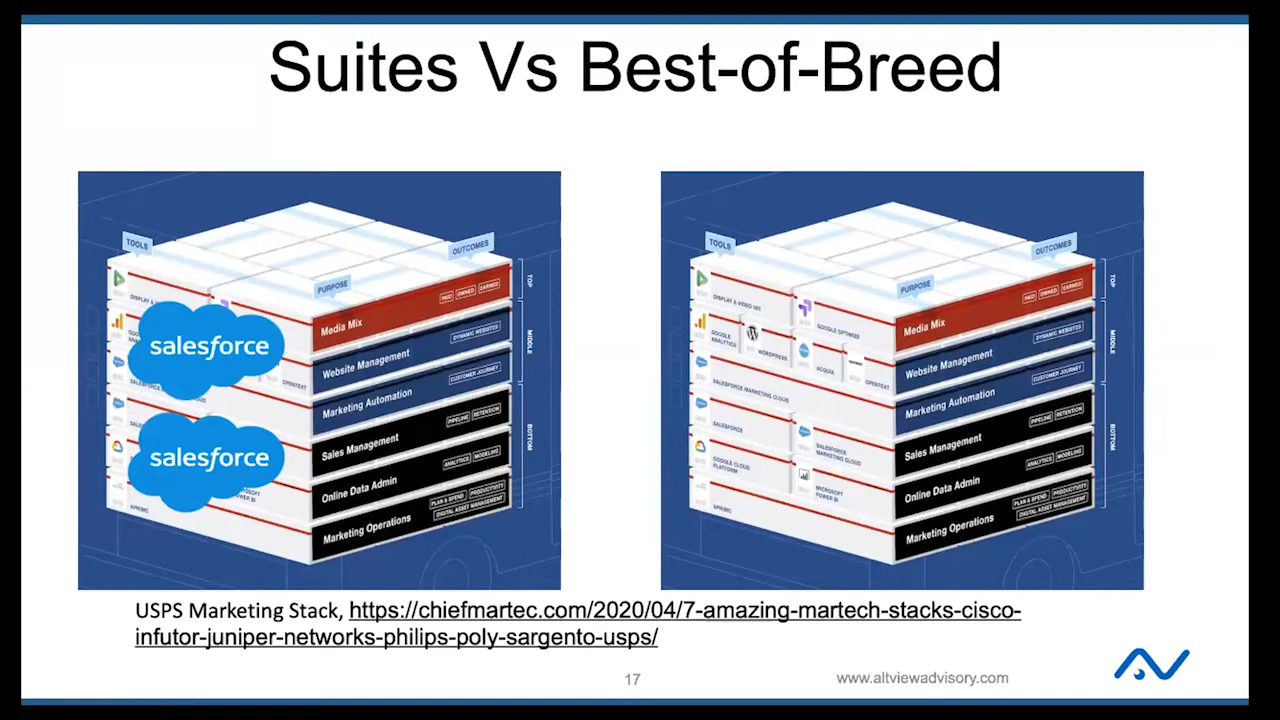 Suites Vs Best-of-Breed
TOOLS
OUTCOMES
PURPOSE
TOP
MIDDLE
BOTTOM
DISPLAY &
salesforce
OPENTEXT
salesforce
MICROSOFT
POWER BI
APRIMO
Media Mix
PAID OWNED EARNED
Website Management
DYNAMIC WEBSITES
Marketing Automation
CUSTOMER JOURNEY
Sales Management
PIPELINE RETENTION
Online Data Admin
ANALYTICS MODELING
Marketing Operations
PLAN & SPEND PRODUCTIVITY
DIGITAL ASSET MANAGEMENT
TOOLS
OUTCOMES
PURPOSE
TOP
MIDDLE
BOTTOM
DISPLAY & VIDEO 360
GOOGLE OPTIMIZE
GOOGLE
ANALYTICS
WORDPRESS
ACQUIA
OPENTEXT
SALESFORCE MARKETING CLOUD
SALESFORCE
SALESFORCE
MARKETING CLOUD
GOOGLE CLOUD
PLATFORM
MICROSOFT
POWER BI
APRIMO
Media Mix
PAID OWNED EARNED
Website Management
DYNAMIC WEBSITES
Marketing Automation
CUSTOMER JOURNEY
Sales Management
PIPELINE RETENTION
Online Data Admin
ANALYTICS MODELING
Marketing Operations
PLAN & SPEND PRODUCTIVITY
DIGITAL ASSET MANAGEMENT
USPS Marketing Stack, https://chiefmartec.com/2020/04/7-amazing-martech-stacks-cisco-
infutor-juniper-networks-philips-poly-sargento-usps/
17
www.altviewadvisory.com